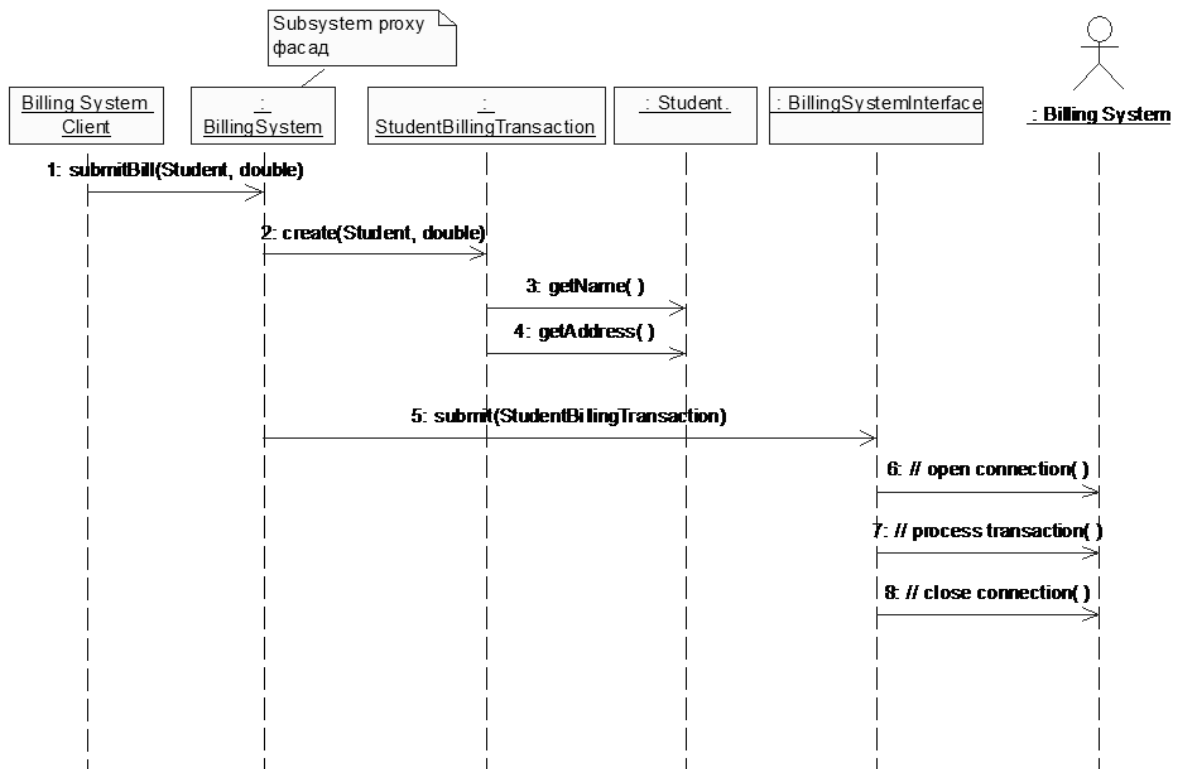 Subsystem proxy
фасад
Billing System
Client
:
BillingSystem
:
StudentBillingTransaction
: Student.
: BillingSystemInterface
: Billing System
1: submitBill(Student, double)
2: create(Student, double)
3: getName( )
4: getAddress( )
5: submit(StudentBillingTransaction)
6: // open connection( )
7: // process transaction( )
8: // close connection( )